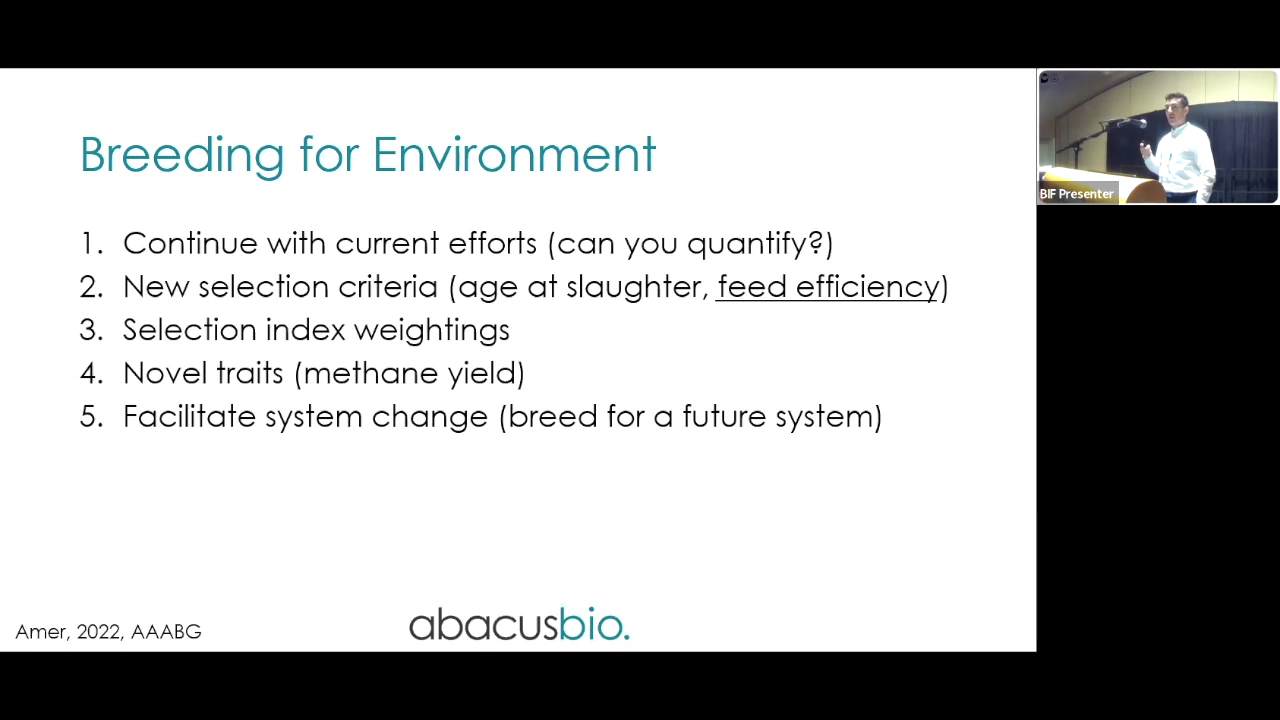 Breeding for Environment
1. Continue with current efforts (can you quantify?)
2. New selection criteria (age at slaughter, feed efficiency)
3. Selection index weightings
4. Novel traits (methane yield)
5. Facilitate system change (breed for a future system)
Amer, 2022, AAABG
abacusbio.
BIF Presenter